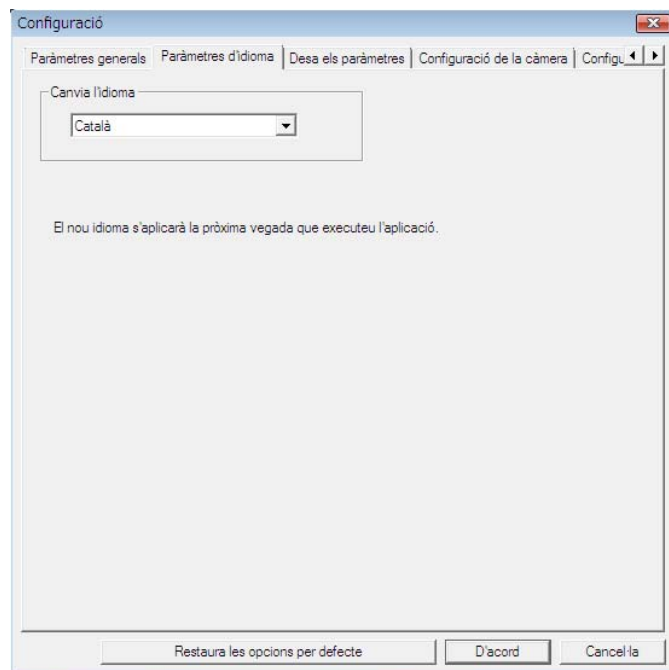 Configuració
Paràmetres generals Paràmetres d'idioma Desa els paràmetres Configuració de la càmera Configu
Canvia l'idioma
Català
El nou idioma s'aplicarà la pròxima vegada que executeu l'aplicació.
Restaura les opcions per defecte D'acord Cancel·la